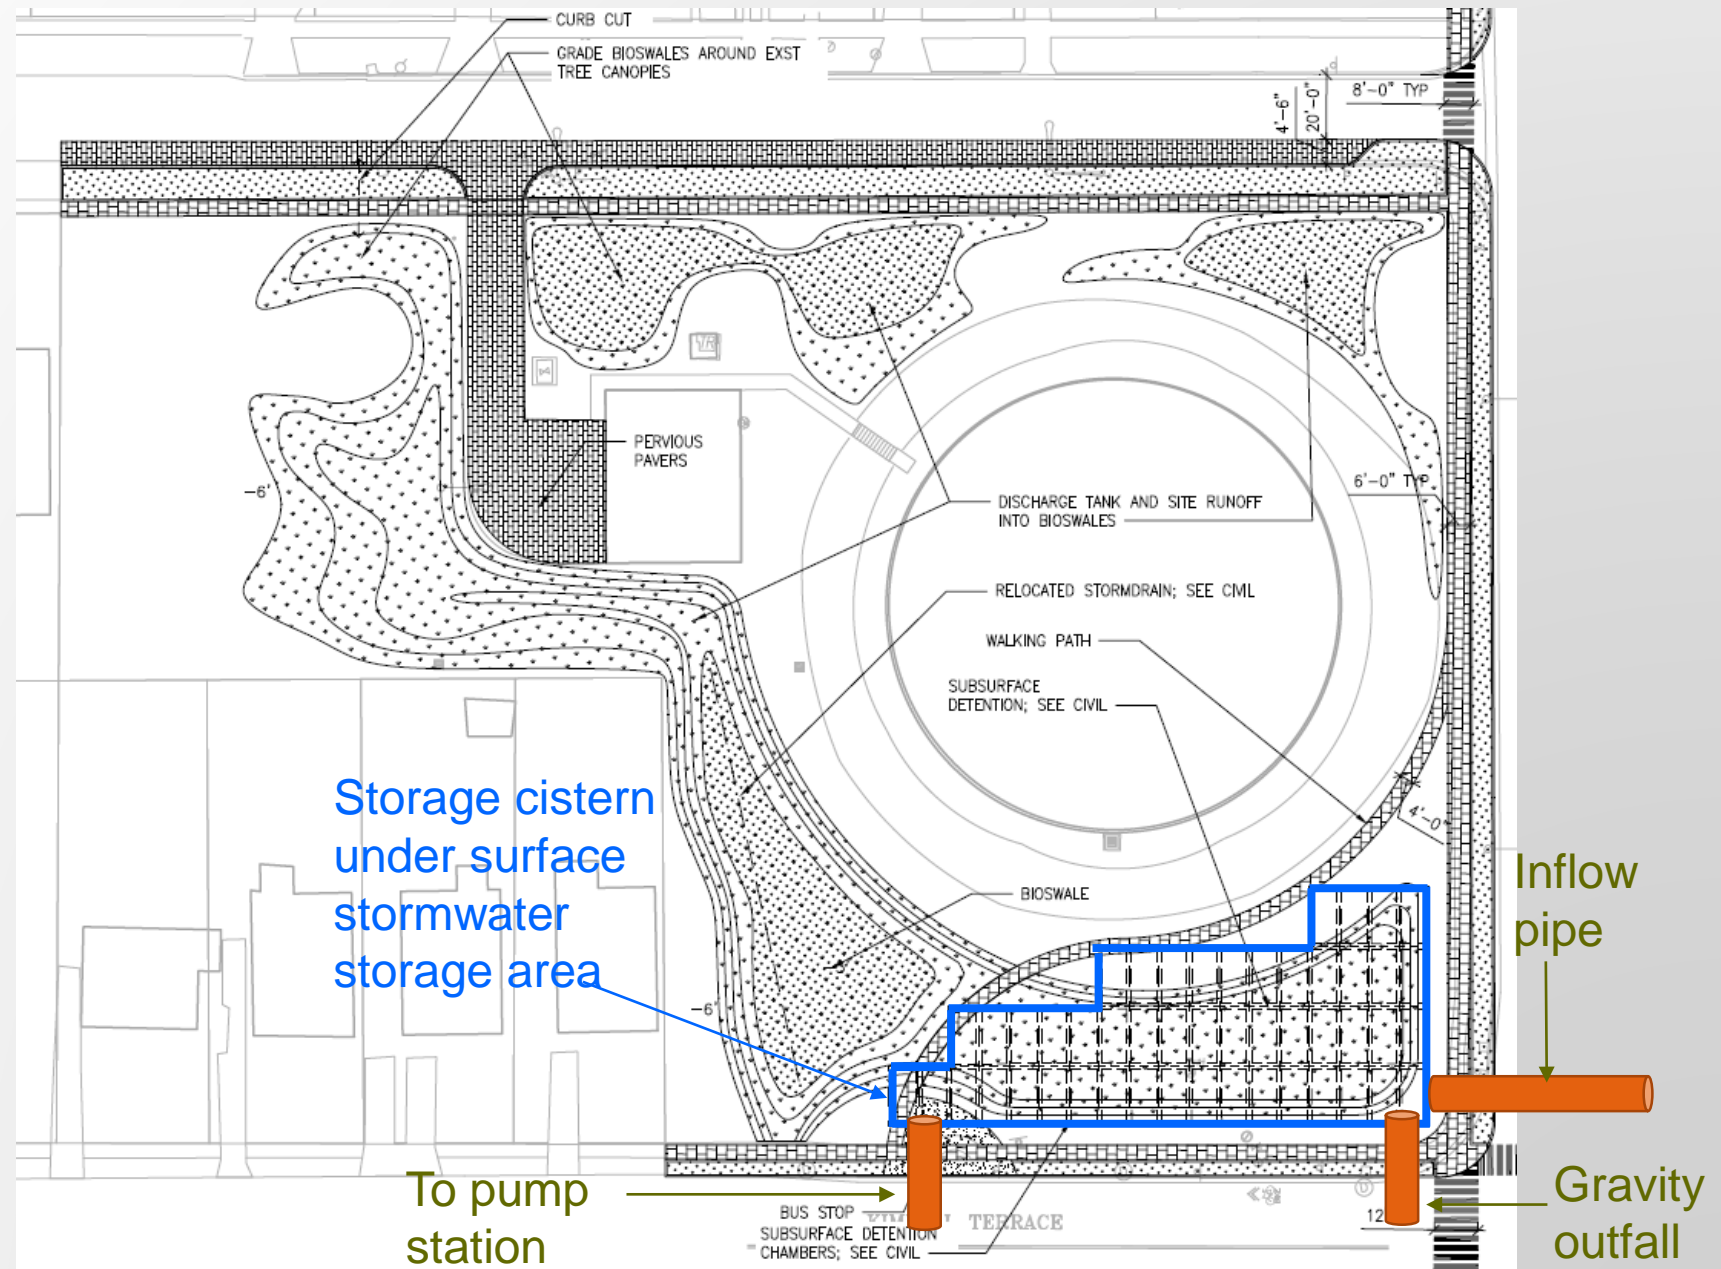 CURB CUT
GRADE BIOSWALES AROUND EXST
TREE CANOPIES
4'-6"
20'-0"
8'-0" TYP
PERVIOUS
PAVERS
-6'
6'-0" TYP
DISCHARGE TANK AND SITE RUNOFF
INTO BIOSWALES
RELOCATED STORMDRAIN; SEE CIVIL
WALKING PATH
SUBSURFACE
DETENTION; SEE CIVIL
4'-0"
Storage cistern
under surface
stormwater
storage area
BIOSWALE
-6'
Inflow
pipe
To pump
station
BUS STOP
TERRACE
SUBSURFACE DETENTION
CHAMBERS; SEE CIVIL
12
Gravity
outfall